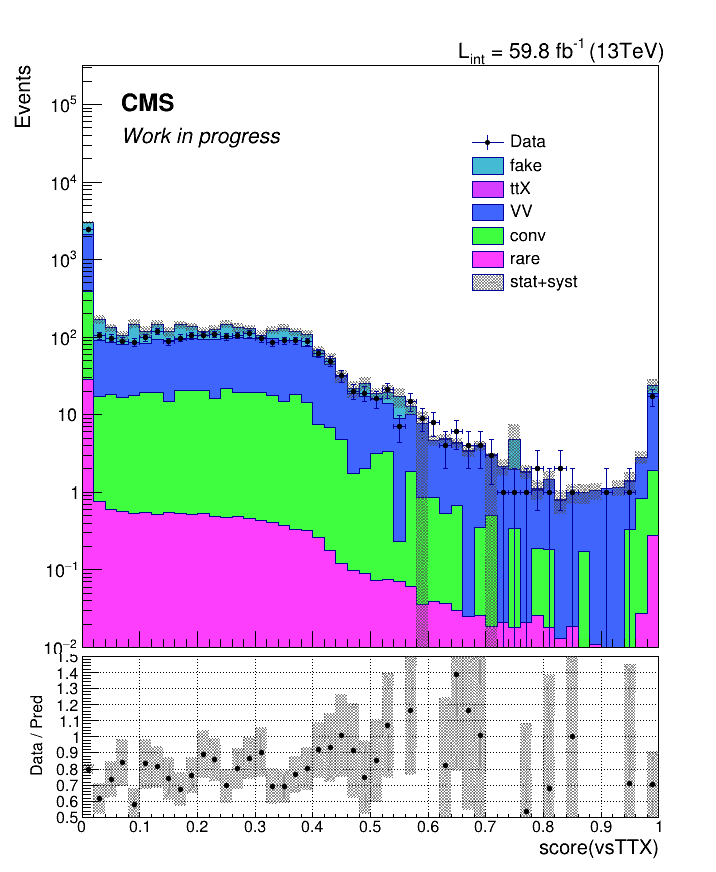 L_int = 59.8 fb^-1 (13TeV)
Events
CMS
Work in progress
Data
fake
ttX
VV
conv
rare
stat+syst
10^5
10^4
10^3
10^2
10
1
10^−1
10^−2
Data / Pred
1.5
1.4
1.3
1.2
1.1
1
0.9
0.8
0.7
0.6
0.5
0 0.1 0.2 0.3 0.4 0.5 0.6 0.7 0.8 0.9 1
score(vsTTX)